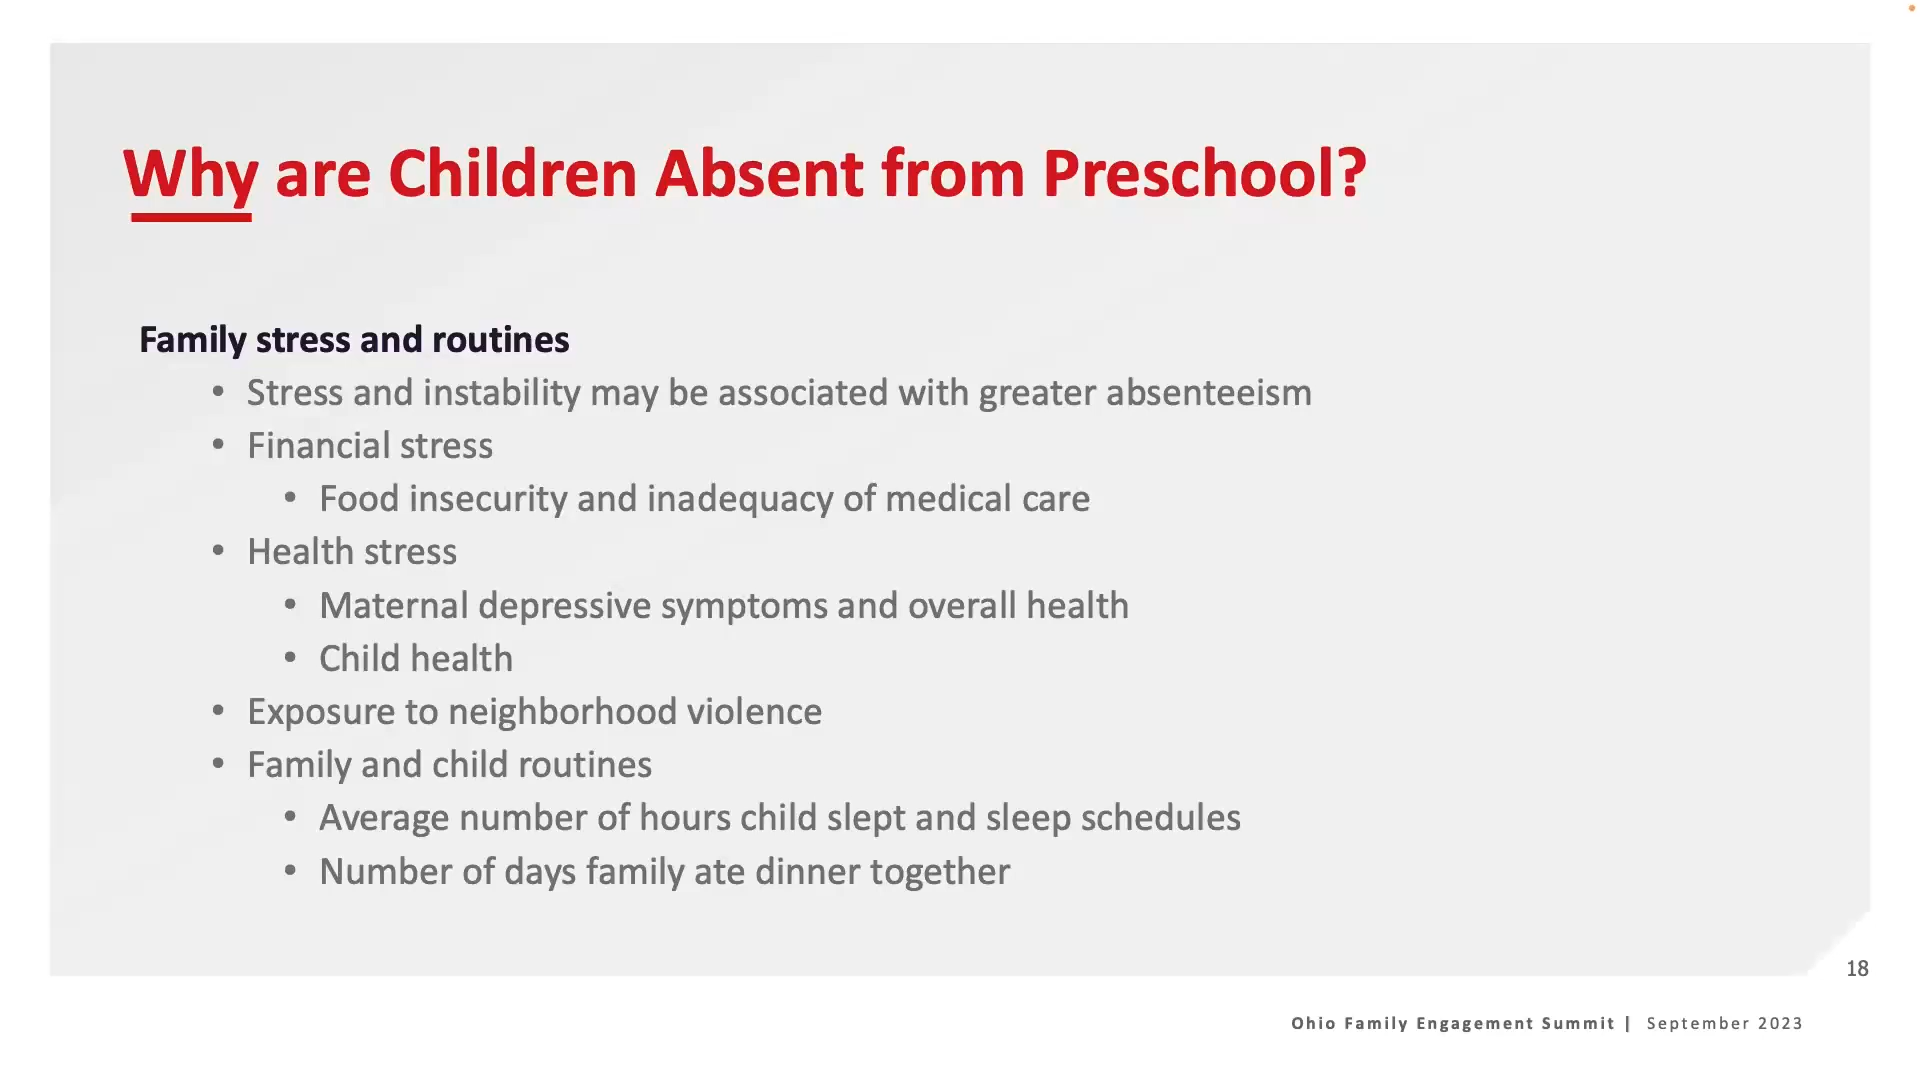 Why are Children Absent from Preschool?
Family stress and routines
• Stress and instability may be associated with greater absenteeism
• Financial stress
• Food insecurity and inadequacy of medical care
• Health stress
• Maternal depressive symptoms and overall health
• Child health
• Exposure to neighborhood violence
• Family and child routines
• Average number of hours child slept and sleep schedules
• Number of days family ate dinner together
18
Ohio Family Engagement Summit | September 2023